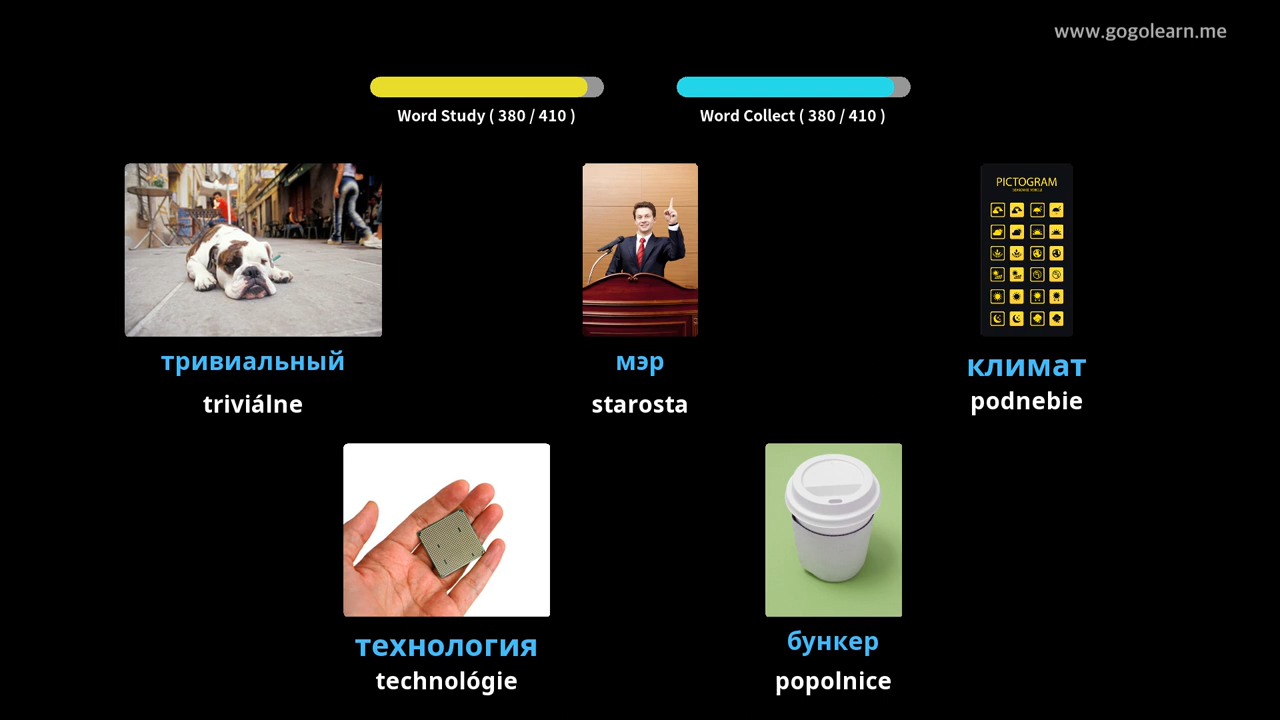 www.gogolearn.me
Word Study ( 380 / 410 )
Word Collect ( 380 / 410 )
PICTOGRAM
тривиальный
мэр
климат
triviálne
starosta
podnebie
технология
бункер
technológie
popolnice